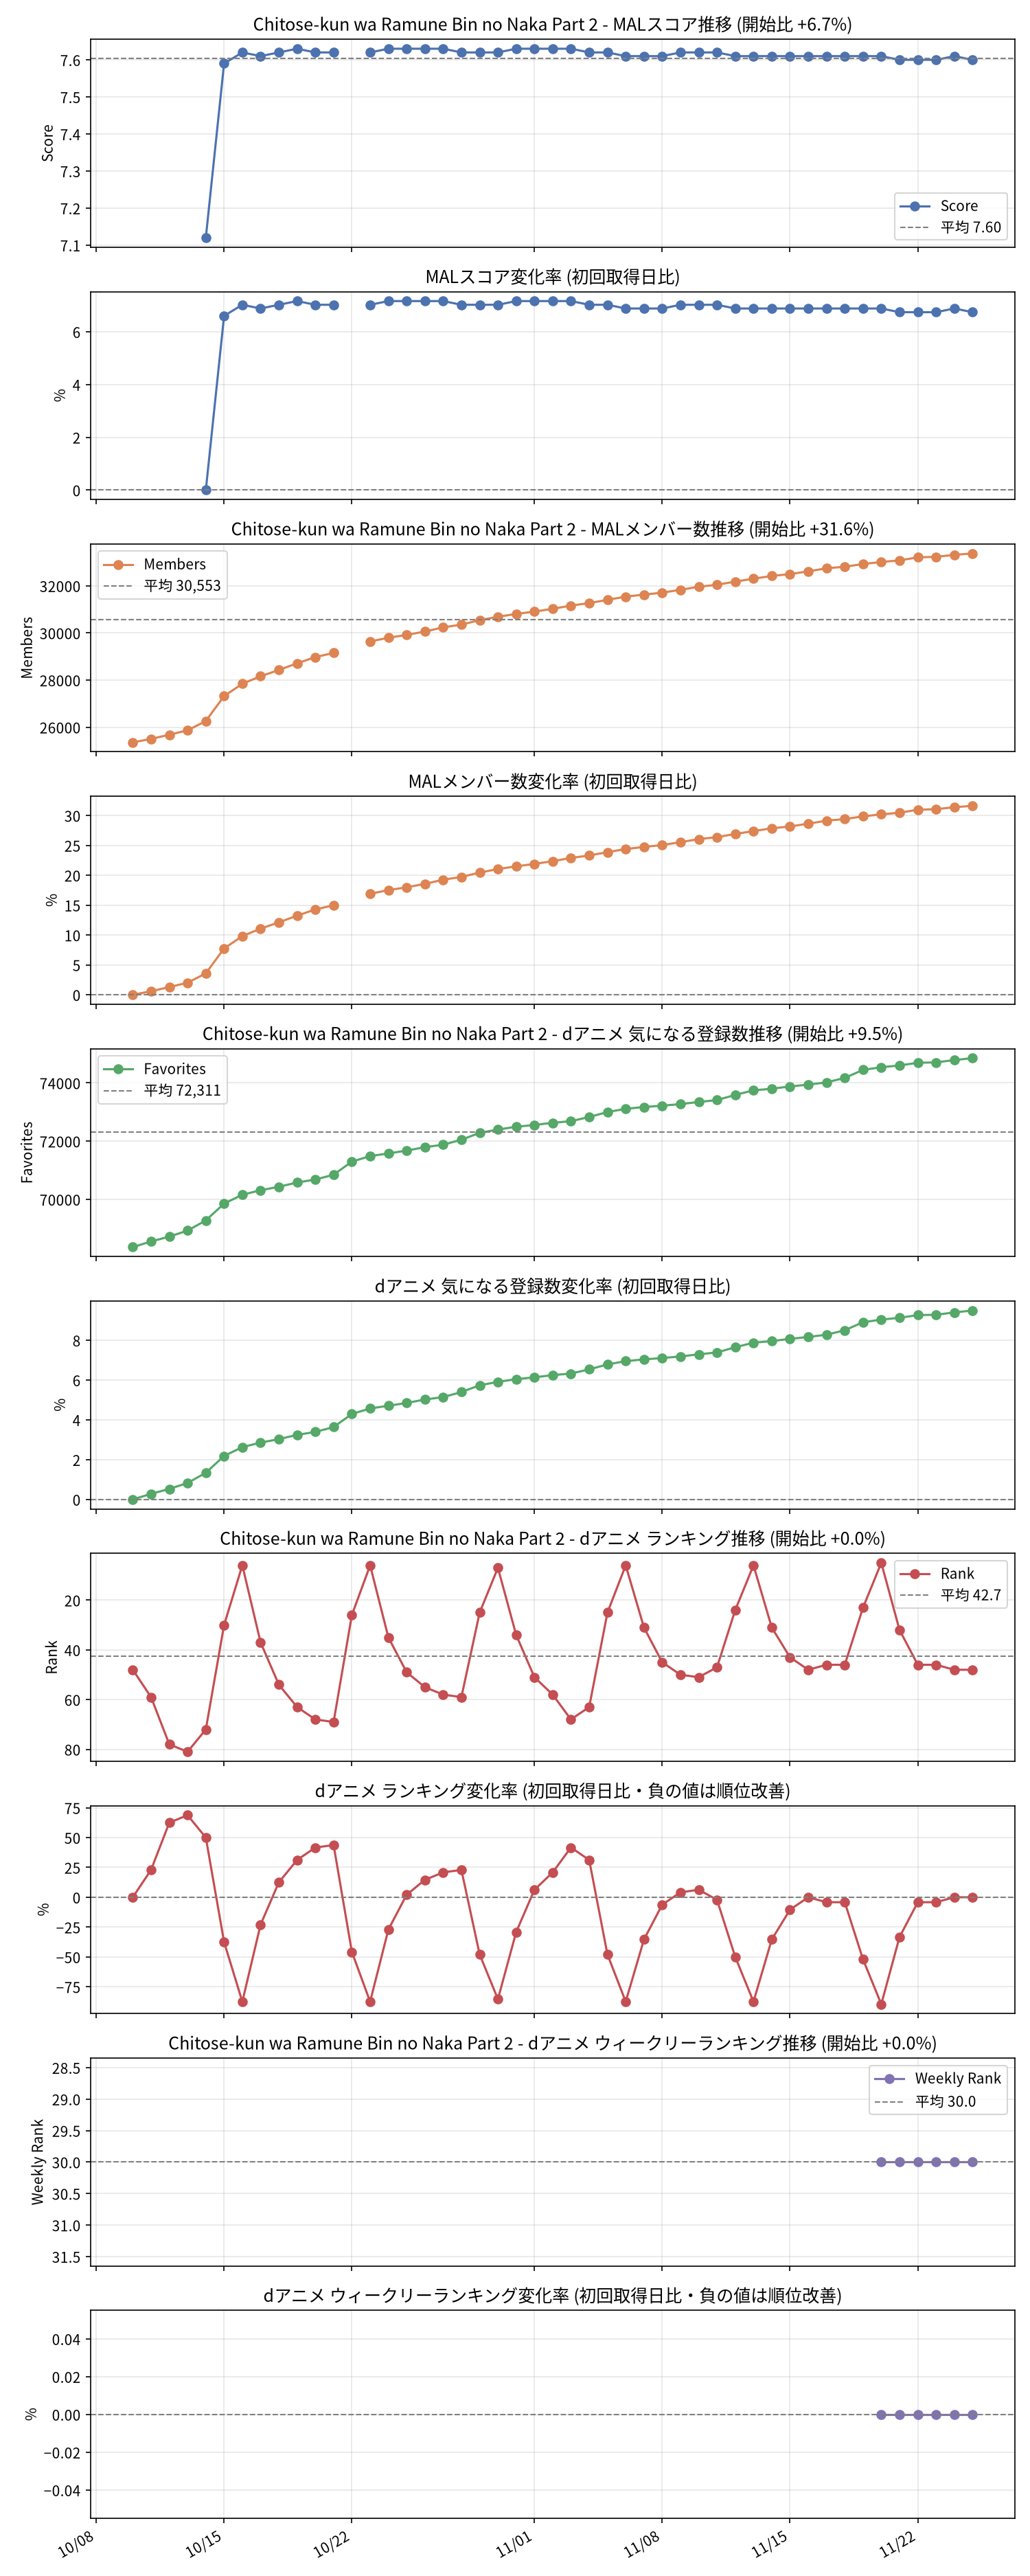 Chitose-kun wa Ramune Bin no Naka Part 2 - MALスコア推移 (開始比 +6.7%)
7.6
7.5
7.4
7.3
7.2
7.1
Score
Score
平均 7.60
MALスコア変化率 (初回取得日比)
6
4
2
0
%
Chitose-kun wa Ramune Bin no Naka Part 2 - MALメンバー数推移 (開始比 +31.6%)
Members
平均 30,553
32000
30000
28000
26000
Members
MALメンバー数変化率 (初回取得日比)
30
25
20
15
10
5
0
%
Chitose-kun wa Ramune Bin no Naka Part 2 - dアニメ 気になる登録数推移 (開始比 +9.5%)
Favorites
平均 72,311
74000
72000
70000
Favorites
dアニメ 気になる登録数変化率 (初回取得日比)
8
6
4
2
0
%
Chitose-kun wa Ramune Bin no Naka Part 2 - dアニメ ランキング推移 (開始比 +0.0%)
Rank
平均 42.7
20
40
60
80
Rank
dアニメ ランキング変化率 (初回取得日比・負の値は順位改善)
75
50
25
0
−25
−50
−75
%
Chitose-kun wa Ramune Bin no Naka Part 2 - dアニメ ウィークリーランキング推移 (開始比 +0.0%)
Weekly Rank
平均 30.0
28.5
29.0
29.5
30.0
30.5
31.0
31.5
Weekly Rank
dアニメ ウィークリーランキング変化率 (初回取得日比・負の値は順位改善)
0.04
0.02
0.00
−0.02
−0.04
%
10/08
10/15
10/22
11/01
11/08
11/15
11/22